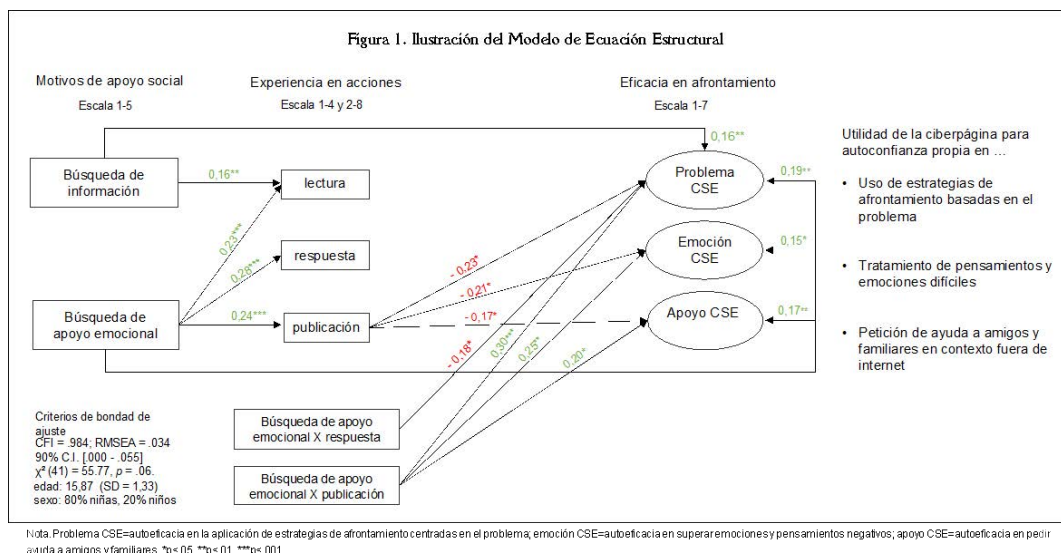 Figura 1. Ilustración del Modelo de Ecuación Estructural
Motivos de apoyo social
Escala 1-5
Experiencia en acciones
Escala 1-4 y 2-8
Eficacia en afrontamiento
Escala 1-7
Búsqueda de
información
Búsqueda de
apoyo emocional
0,16**
0,23***
0,28***
0,24***
lectura
respuesta
publicación
Búsqueda de apoyo
emocional X respuesta
Búsqueda de apoyo
emocional X publicación
- 0,23*
- 0,21*
- 0,17*
- 0,18*
0,30***
0,25**
0,20*
0,16**
Problema
CSE
Emoción
CSE
Apoyo CSE
0,19**
0,15*
0,17**
Utilidad de la ciberpágina para
autoconfianza propia en ...
• Uso de estrategias de
afrontamiento basadas en el
problema
• Tratamiento de pensamientos y
emociones difíciles
• Petición de ayuda a amigos y
familiares en contexto fuera de
internet
Criterios de bondad de
ajuste
CFI = .984; RMSEA = .034
90% C.I. [.000 - .055]
χ² (41) = 55.77, p = .06.
edad: 15,87 (SD = 1,33)
sexo: 80% niñas, 20% niños
Nota. Problema CSE=autoeficacia en la aplicación de estrategias de afrontamiento centradas en el problema; emoción CSE=autoeficacia en superar emociones y pensamientos negativos; apoyo CSE=autoeficacia en pedir
ayuda a amigos y familiares. *p≤.05, **p≤.01, ***p≤.001